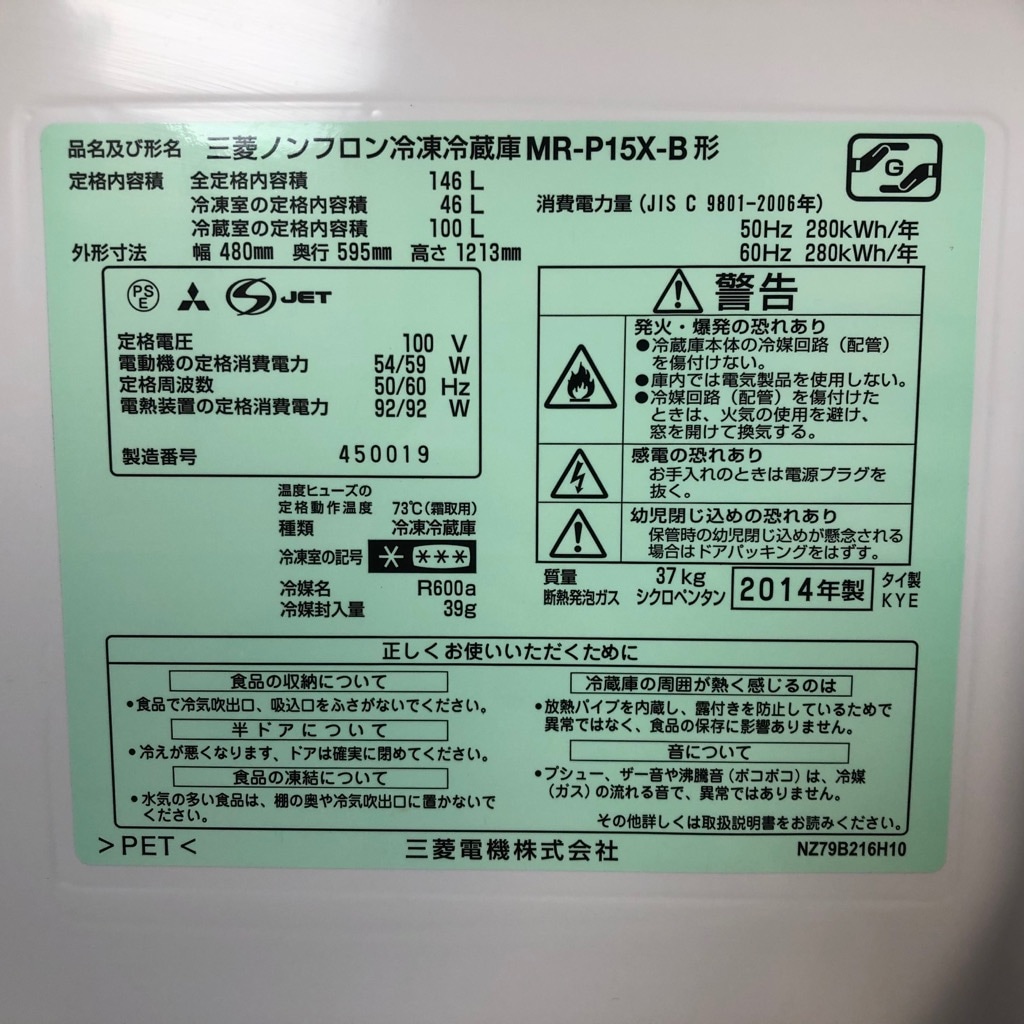 品名及び形名 三菱ノンフロン冷凍冷蔵庫 MR-P15X-B 形
定格内容積 全定格内容積 146 L
冷凍室の定格内容積 46 L
冷蔵室の定格内容積 100 L
外形寸法 幅 480mm 奥行 595mm 高さ 1213mm
G
消費電力量 (JIS C 9801-2006年)
50Hz 280kWh/年
60Hz 280kWh/年
PS
E
JET
定格電圧 100 V
電動機の定格消費電力 54/59 W
定格周波数 50/60 Hz
電熱装置の定格消費電力 92/92 W
製造番号 450019
温度ヒューズの
定格動作温度 73℃(霜取用)
種類 冷凍冷蔵庫
冷凍室の記号 * ***
冷媒名 R600a
冷媒封入量 39g
警告
発火・爆発の恐れあり
●冷蔵庫本体の冷媒回路(配管)
を傷付けない。
●庫内では電気製品を使用しない。
●冷媒回路(配管)を傷付けた
ときは、火気の使用を避け、
窓を開けて換気する。
感電の恐れあり
お手入れのときは電源プラグを
抜く。
幼児閉じ込めの恐れあり
保管時の幼児閉じ込めが懸念される
場合はドアパッキングをはずす。
質量 37kg
断熱発泡ガス シクロペンタン
2014年製
タイ製
KYE
正しくお使いいただくために
食品の収納について
•食品で冷気吹出口、吸込口をふさがないでください。
半ドアについて
•冷えが悪くなります、ドアは確実に閉めてください。
食品の凍結について
•水気の多い食品は、棚の奥や冷気吹出口に置かないで
ください。
冷蔵庫の周囲が熱く感じるのは
•放熱パイプを内蔵し、露付きを防止しているためで
異常ではなく、食品の保存に影響ありません。
音について
•プシュー、ザー音や沸騰音(ポコポコ)は、冷媒
(ガス)の流れる音で、異常ではありません。
その他詳しくは取扱説明書をお読みください。
>PET<
三菱電機株式会社
NZ79B216H10